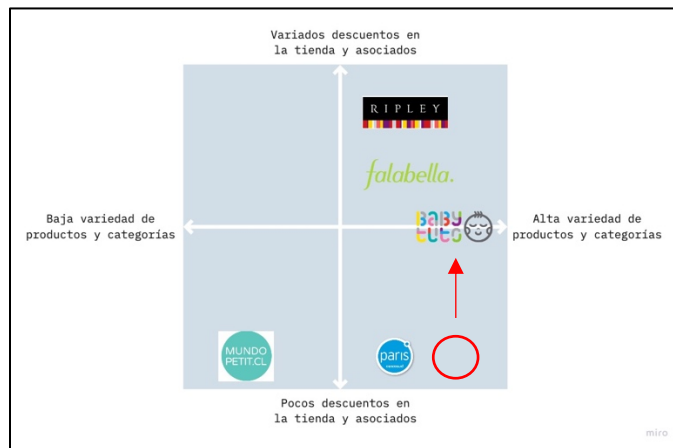 Variados descuentos en
la tienda y asociados
RIPLEY
falabella.
Baja variedad de
productos y categorías
BABY
TUTO
Alta variedad de
productos y categorías
MUNDO
PETIT.CL
paris
Pocos descuentos en
la tienda y asociados
miro